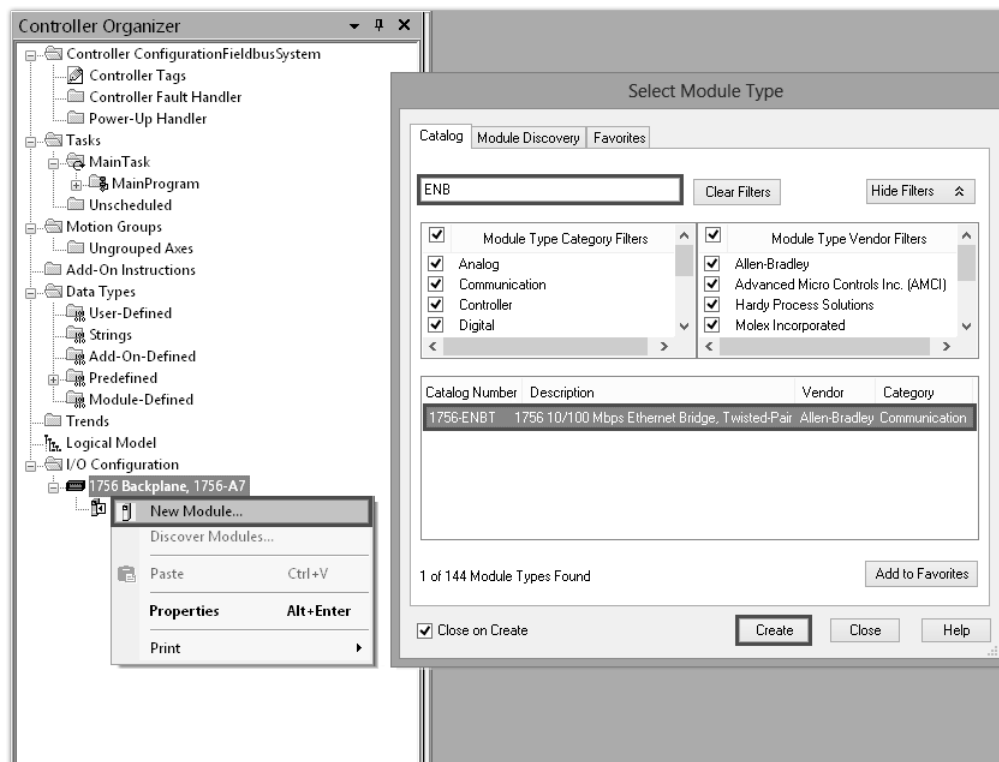 Controller Organizer
Controller ConfigurationFieldbusSystem
Controller Tags
Controller Fault Handler
Power-Up Handler
Tasks
MainTask
MainProgram
Unscheduled
Motion Groups
Ungrouped Axes
Add-On Instructions
Data Types
User-Defined
Strings
Add-On-Defined
Predefined
Module-Defined
Trends
Logical Model
I/O Configuration
1756 Backplane, 1756-A7
New Module...
Discover Modules...
Paste Ctrl+V
Properties Alt+Enter
Print
Select Module Type
Catalog Module Discovery Favorites
ENB Clear Filters Hide Filters
Module Type Category Filters
Analog
Communication
Controller
Digital
Module Type Vendor Filters
Allen-Bradley
Advanced Micro Controls Inc. (AMCI)
Hardy Process Solutions
Molex Incorporated
Catalog Number Description Vendor Category
1756-ENBT 1756 10/100 Mbps Ethernet Bridge, Twisted-Pair Allen-Bradley Communication
1 of 144 Module Types Found Add to Favorites
Close on Create Create Close Help